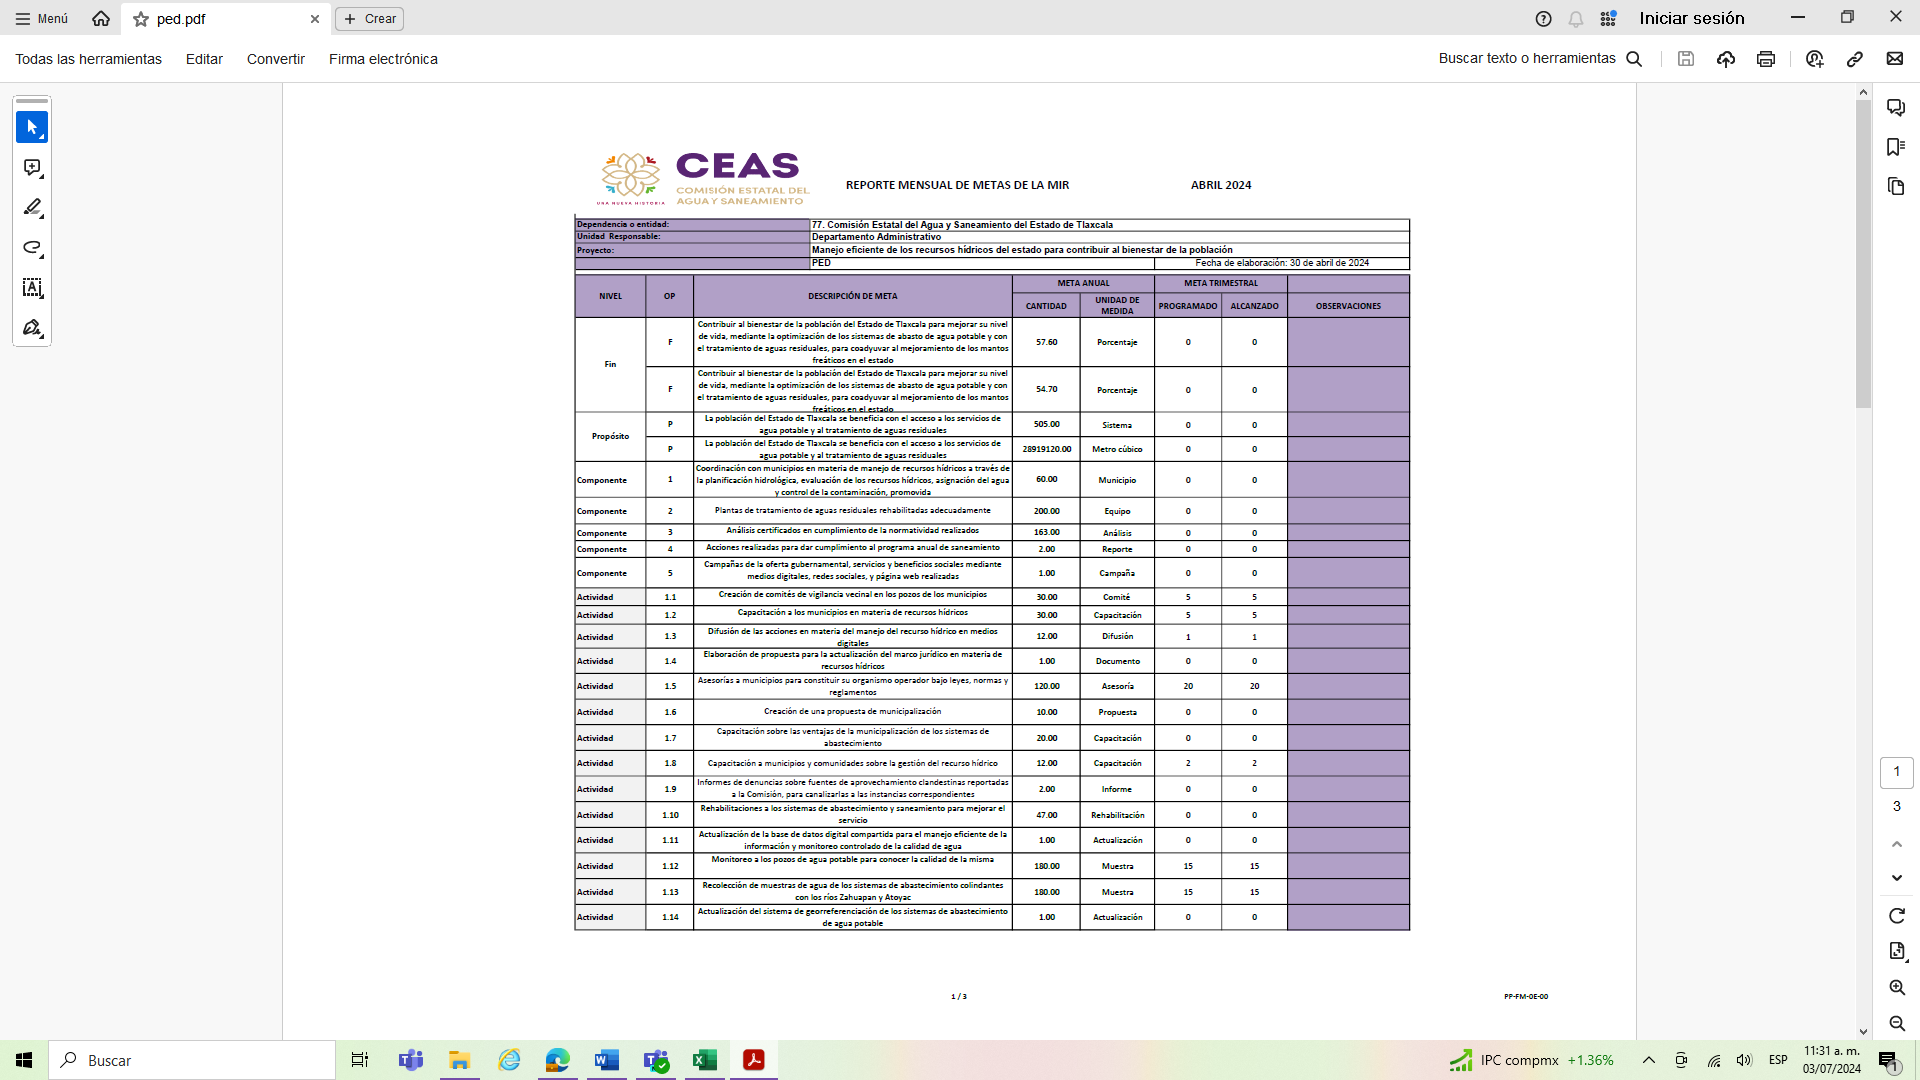 Menú
ped.pdf
Crear
Iniciar sesión
Todas las herramientas
Editar
Convertir
Firma electrónica
Buscar texto o herramientas
CEAS
COMISIÓN ESTATAL DEL
AGUA Y SANEAMIENTO
UNA NUEVA HISTORIA
REPORTE MENSUAL DE METAS DE LA MIR
ABRIL 2024
Dependencia o entidad: 77. Comisión Estatal del Agua y Saneamiento del Estado de Tlaxcala
Unidad Responsable: Departamento Administrativo
Proyecto: Manejo eficiente de los recursos hídricos del estado para contribuir al bienestar de la población
PED Fecha de elaboración: 30 de abril de 2024
NIVEL OP DESCRIPCIÓN DE META META ANUAL META TRIMESTRAL
CANTIDAD UNIDAD DE MEDIDA PROGRAMADO ALCANZADO OBSERVACIONES
Fin
F Contribuir al bienestar de la población del Estado de Tlaxcala para mejorar su nivel
de vida, mediante la optimización de los sistemas de abasto de agua potable y con
el tratamiento de aguas residuales, para coadyuvar al mejoramiento de los mantos
freáticos en el estado
57.60 Porcentaje 0 0
F Contribuir al bienestar de la población del Estado de Tlaxcala para mejorar su nivel
de vida, mediante la optimización de los sistemas de abasto de agua potable y con
el tratamiento de aguas residuales, para coadyuvar al mejoramiento de los mantos
freáticos en el estado
54.70 Porcentaje 0 0
Propósito
P La población del Estado de Tlaxcala se beneficia con el acceso a los servicios de
agua potable y al tratamiento de aguas residuales
505.00 Sistema 0 0
P La población del Estado de Tlaxcala se beneficia con el acceso a los servicios de
agua potable y al tratamiento de aguas residuales
28919120.00 Metro cúbico 0 0
Componente 1 Coordinación con municipios en materia de manejo de recursos hídricos a través de
la planificación hidrológica, evaluación de los recursos hídricos, asignación del agua
y control de la contaminación, promovida
60.00 Municipio 0 0
Componente 2 Plantas de tratamiento de aguas residuales rehabilitadas adecuadamente 200.00 Equipo 0 0
Componente 3 Análisis certificados en cumplimiento de la normatividad realizados 163.00 Análisis 0 0
Componente 4 Acciones realizadas para dar cumplimiento al programa anual de saneamiento 2.00 Reporte 0 0
Componente 5 Campañas de la oferta gubernamental, servicios y beneficios sociales mediante
medios digitales, redes sociales, y página web realizadas
1.00 Campaña 0 0
Actividad 1.1 Creación de comités de vigilancia vecinal en los pozos de los municipios 30.00 Comité 5 5
Actividad 1.2 Capacitación a los municipios en materia de recursos hídricos 30.00 Capacitación 5 5
Actividad 1.3 Difusión de las acciones en materia del manejo del recurso hídrico en medios
digitales
12.00 Difusión 1 1
Actividad 1.4 Elaboración de propuesta para la actualización del marco jurídico en materia de
recursos hídricos
1.00 Documento 0 0
Actividad 1.5 Asesorías a municipios para constituir su organismo operador bajo leyes, normas y
reglamentos
120.00 Asesoría 20 20
Actividad 1.6 Creación de una propuesta de municipalización 10.00 Propuesta 0 0
Actividad 1.7 Capacitación sobre las ventajas de la municipalización de los sistemas de
abastecimiento
20.00 Capacitación 0 0
Actividad 1.8 Capacitación a municipios y comunidades sobre la gestión del recurso hídrico 12.00 Capacitación 2 2
Actividad 1.9 Informes de denuncias sobre fuentes de aprovechamiento clandestinas reportadas
a la Comisión, para canalizarlas a las instancias correspondientes
2.00 Informe 0 0
Actividad 1.10 Rehabilitaciones a los sistemas de abastecimiento y saneamiento para mejorar el
servicio
47.00 Rehabilitación 0 0
Actividad 1.11 Actualización de la base de datos digital compartida para el manejo eficiente de la
información y monitoreo controlado de la calidad de agua
1.00 Actualización 0 0
Actividad 1.12 Monitoreo a los pozos de agua potable para conocer la calidad de la misma 180.00 Muestra 15 15
Actividad 1.13 Recolección de muestras de agua de los sistemas de abastecimiento colindantes
con los ríos Zahuapan y Atoyac
180.00 Muestra 15 15
Actividad 1.14 Actualización del sistema de georreferenciación de los sistemas de abastecimiento
de agua potable
1.00 Actualización 0 0
1 / 3
PP-FM-0E-00
1
3
Buscar
IPC compmx +1.36%
ESP
11:31 a. m.
03/07/2024
1